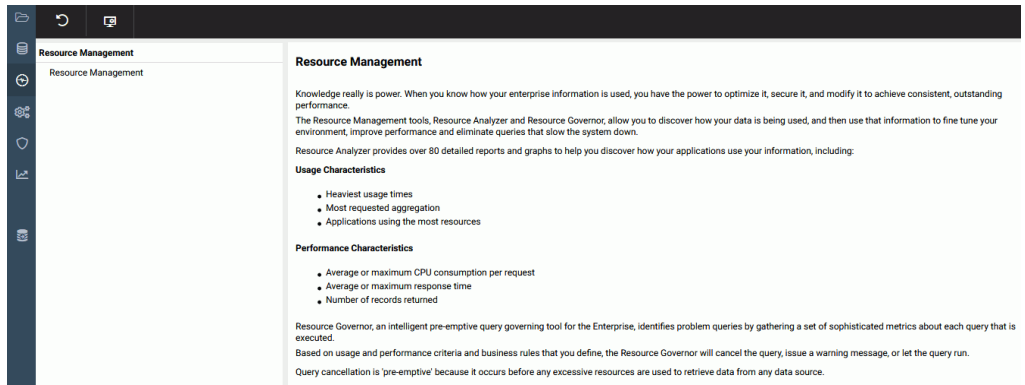 Resource Management
Resource Management
Resource Management
Knowledge really is power. When you know how your enterprise information is used, you have the power to optimize it, secure it, and modify it to achieve consistent, outstanding
performance.
The Resource Management tools, Resource Analyzer and Resource Governor, allow you to discover how your data is being used, and then use that information to fine tune your
environment, improve performance and eliminate queries that slow the system down.
Resource Analyzer provides over 80 detailed reports and graphs to help you discover how your applications use your information, including:
Usage Characteristics
• Heaviest usage times
• Most requested aggregation
• Applications using the most resources
Performance Characteristics
• Average or maximum CPU consumption per request
• Average or maximum response time
• Number of records returned
Resource Governor, an intelligent pre-emptive query governing tool for the Enterprise, identifies problem queries by gathering a set of sophisticated metrics about each query that is
executed.
Based on usage and performance criteria and business rules that you define, the Resource Governor will cancel the query, issue a warning message, or let the query run.
Query cancellation is 'pre-emptive' because it occurs before any excessive resources are used to retrieve data from any data source.